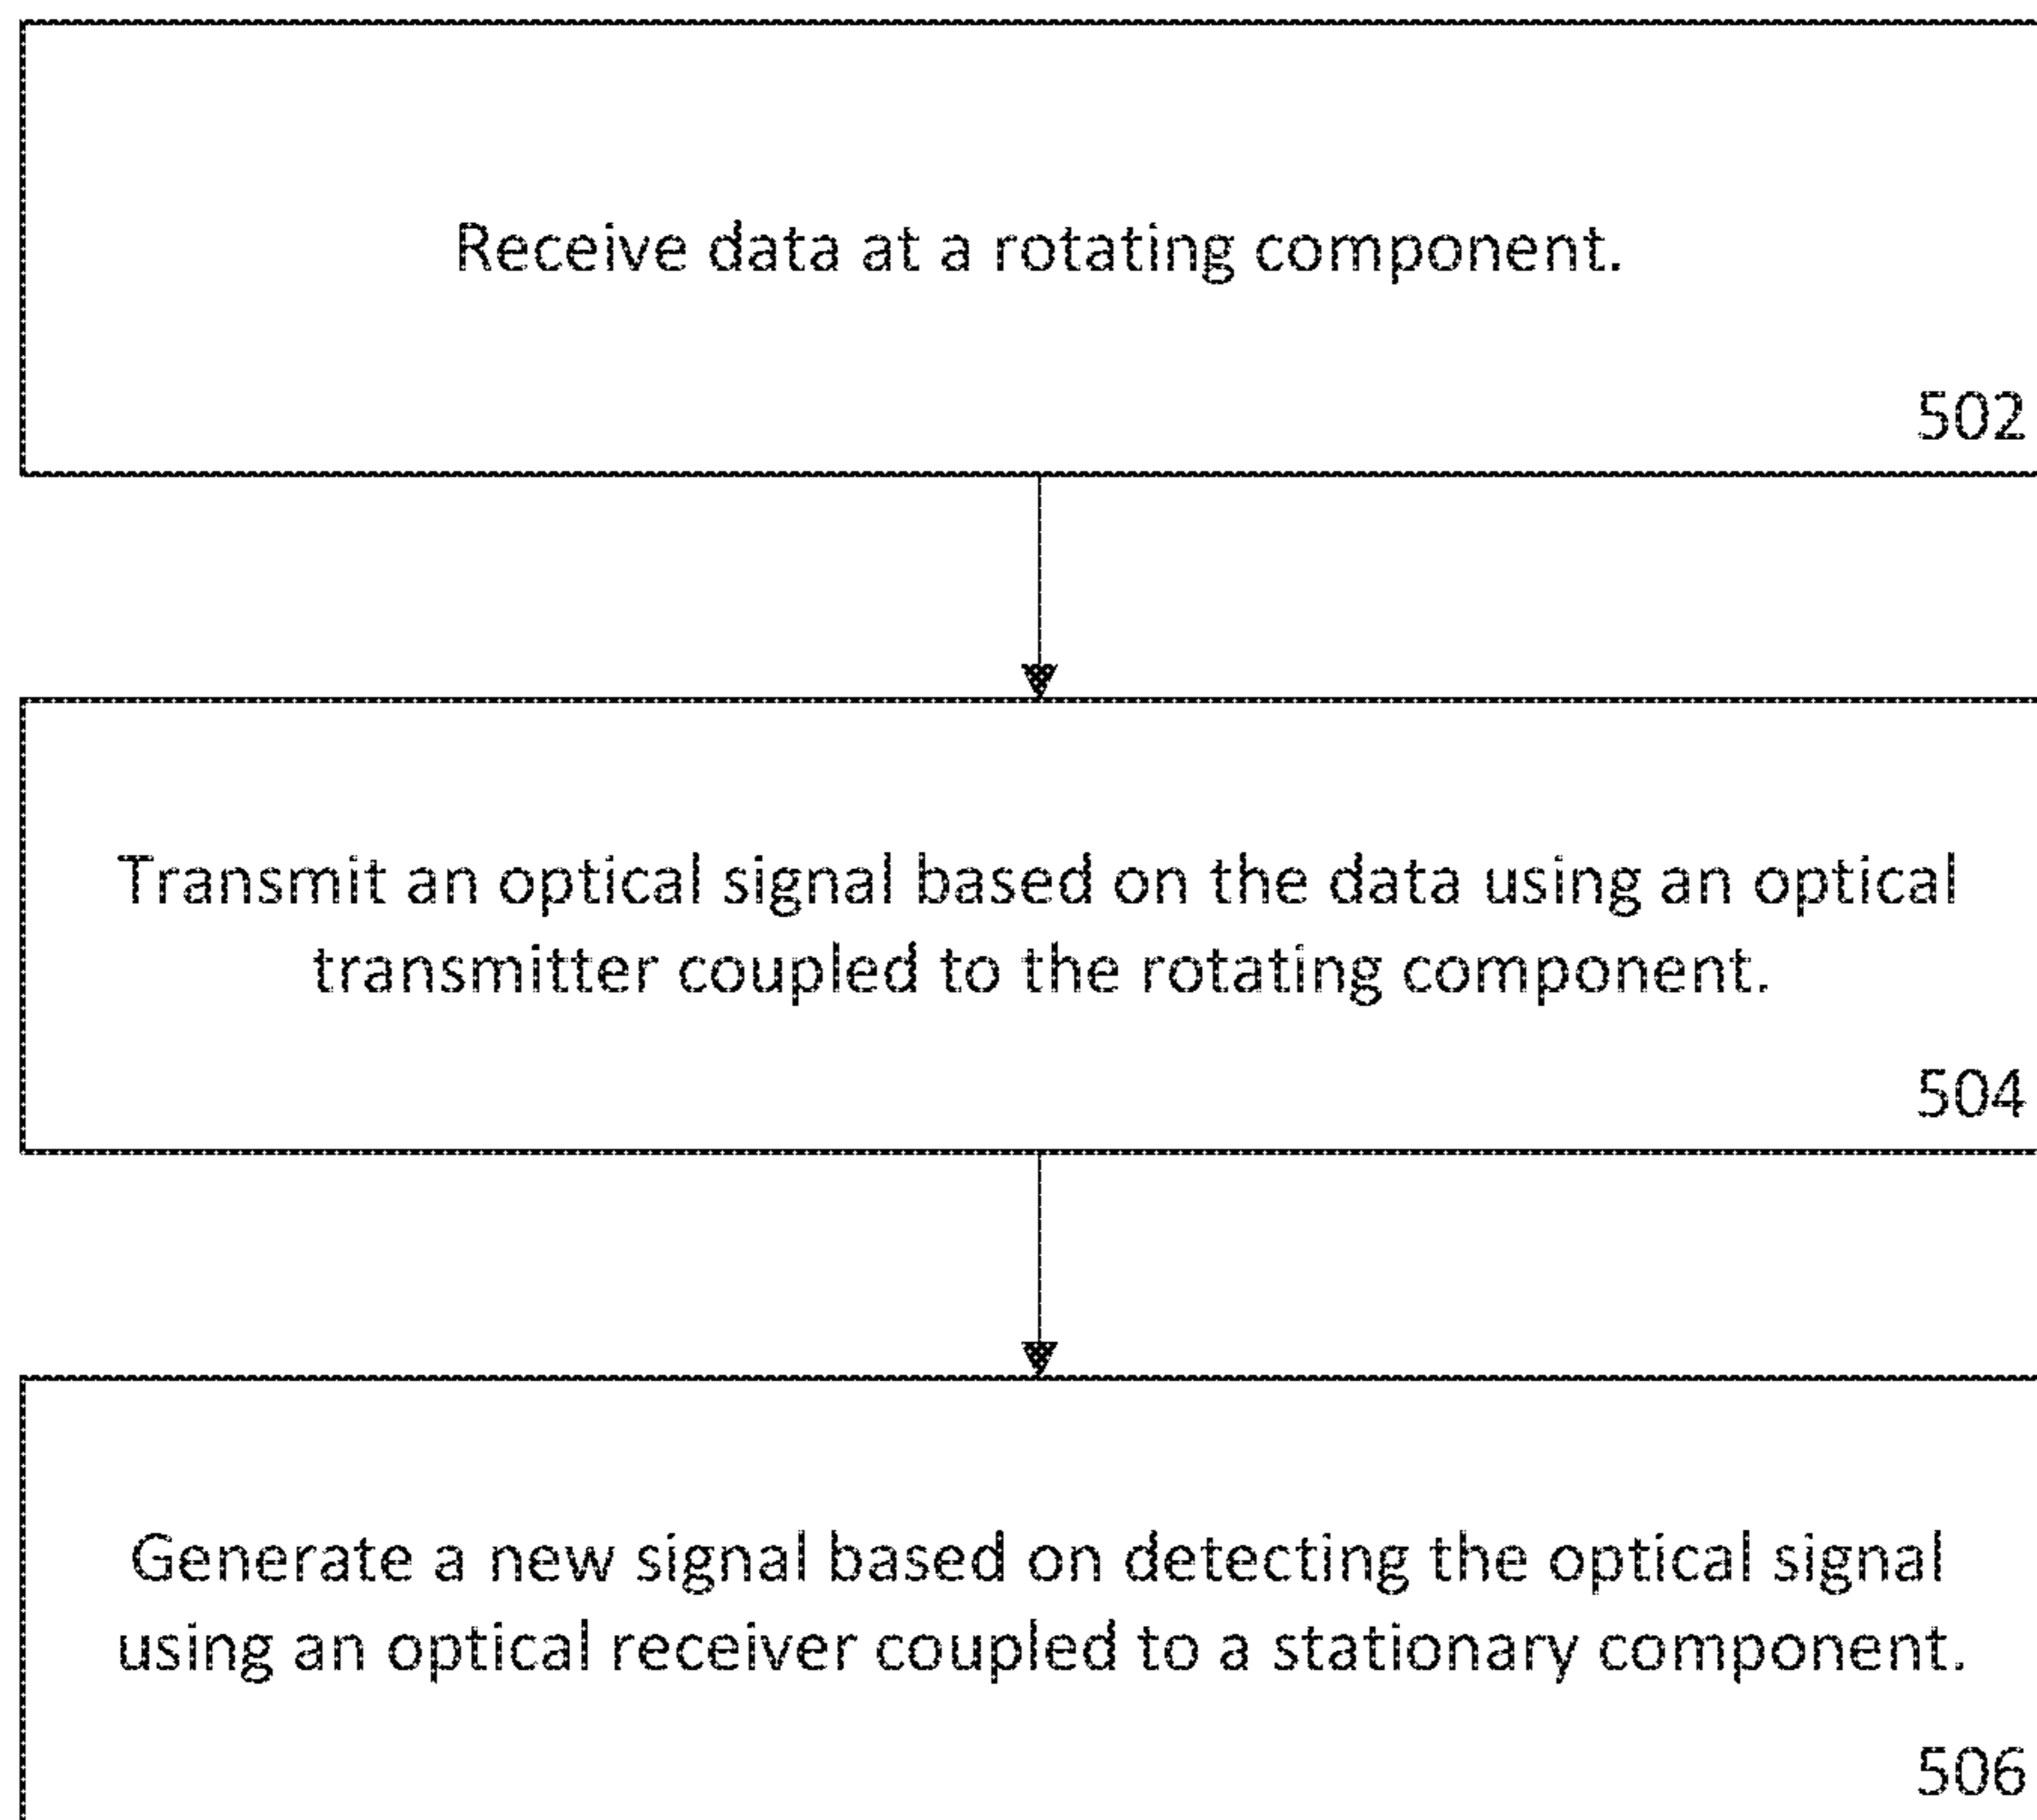 Receive data at a rotating component.
502
Transmit an optical signal based on the data using an optical
transmitter coupled to the rotating component.
504
Generate a new signal based on detecting the optical signal
using an optical receiver coupled to a stationary component.
506